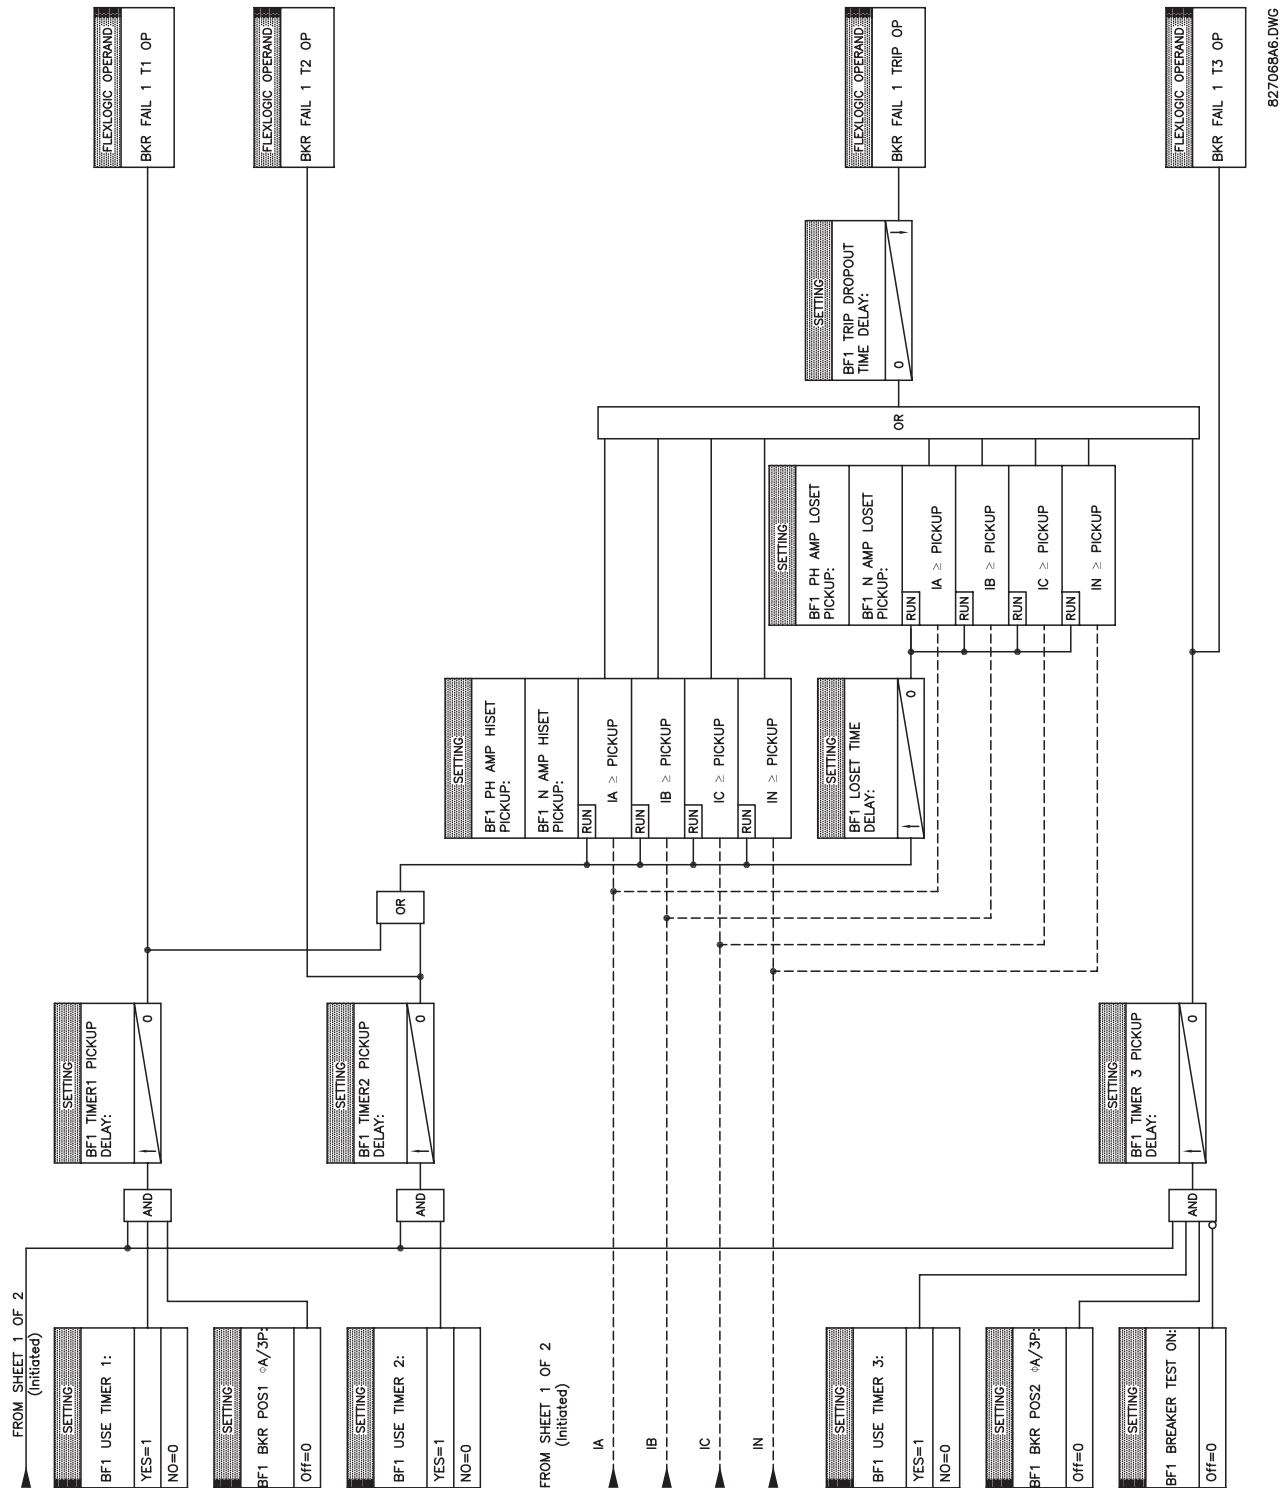 FROM SHEET 1 OF 2
(Initiated)
SETTING
BF1 USE TIMER 1:
YES=1
NO=0
SETTING
BF1 BKR POS1 ΦA/3P:
Off=0
SETTING
BF1 USE TIMER 2:
YES=1
NO=0
FROM SHEET 1 OF 2
(Initiated)
IA
IB
IC
IN
SETTING
BF1 USE TIMER 3:
YES=1
NO=0
SETTING
BF1 BKR POS2 ΦA/3P:
Off=0
SETTING
BF1 BREAKER TEST ON:
Off=0
AND
AND
AND
SETTING
BF1 TIMER1 PICKUP
DELAY:
0
SETTING
BF1 TIMER2 PICKUP
DELAY:
0
SETTING
BF1 TIMER 3 PICKUP
DELAY:
0
OR
SETTING
BF1 PH AMP HISET
PICKUP:
BF1 N AMP HISET
PICKUP:
RUN
IA ≥ PICKUP
RUN
IB ≥ PICKUP
RUN
IC ≥ PICKUP
RUN
IN ≥ PICKUP
SETTING
BF1 LOSET TIME
DELAY:
0
SETTING
BF1 PH AMP LOSET
PICKUP:
BF1 N AMP LOSET
PICKUP:
RUN
IA ≥ PICKUP
RUN
IB ≥ PICKUP
RUN
IC ≥ PICKUP
RUN
IN ≥ PICKUP
OR
SETTING
BF1 TRIP DROPOUT
TIME DELAY:
0
FLEXLOGIC OPERAND
BKR FAIL 1 T1 OP
FLEXLOGIC OPERAND
BKR FAIL 1 T2 OP
FLEXLOGIC OPERAND
BKR FAIL 1 TRIP OP
FLEXLOGIC OPERAND
BKR FAIL 1 T3 OP
827068A6.DWG